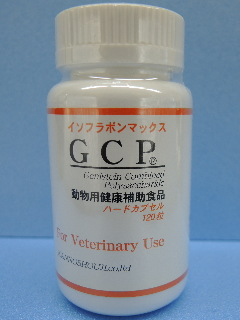 イソフラボンマックス
GCP®
Genistein Combined
Polysaccharide
動物用健康補助食品
ハードカプセル
120錠
For Veterinary Use